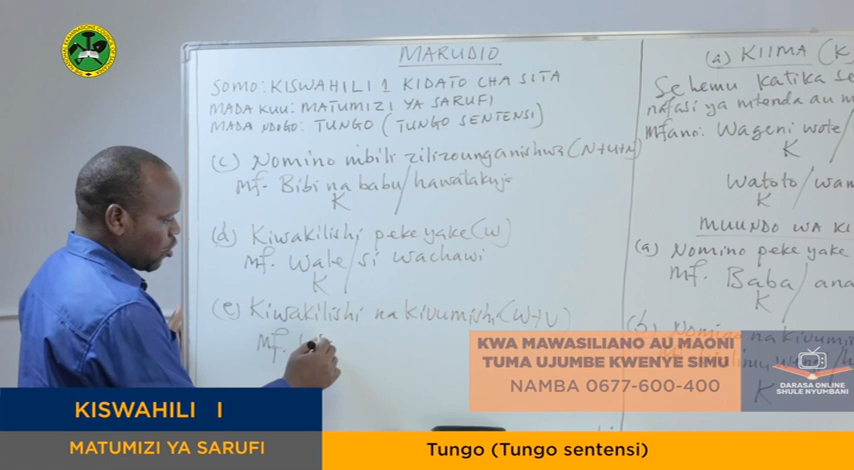 MARUDIO
SOMO: KISWAHILI 1 KIDATO CHA SITA
MADA KUU: MATUMIZI YA SARUFI
MADA NDOGO: TUNGO (TUNGO SENTENSI)
(c) Nomino mbili zilizounganishwa (N+U+N)
Mf. Bibi na babu/hawatakuja
K
(d) Kiwakilishi peke yake (W)
Mf. Wale/si wachawi
K
(e) Kiwakilishi na kivumishi (W+V)
Mf.
(a) KIIMA (K
Sehemu katika se
nafasi ya mtenda au m
Mfano: Wageni wote/
K
Watoto/wam
K
MUUNDO WA KI
(a) Nomino peke yake
Mf. Baba/ana
K
(b) Nomino na kivumi
K
KWA MAWASILIANO AU MAONI
TUMA UJUMBE KWENYE SIMU
NAMBA 0677-600-400
DARASA ONLINE
SHULE NYUMBANI
KISWAHILI I
MATUMIZI YA SARUFI
Tungo (Tungo sentensi)